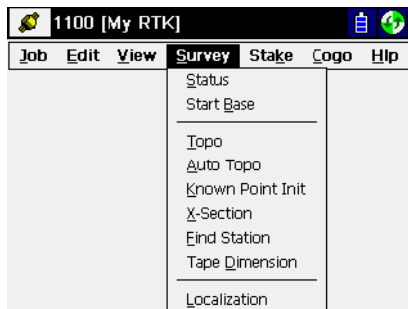 1100 [My RTK]
Job Edit View Survey Stake Cogo Hlp
Status
Start Base
Topo
Auto Topo
Known Point Init
X-Section
Find Station
Tape Dimension
Localization